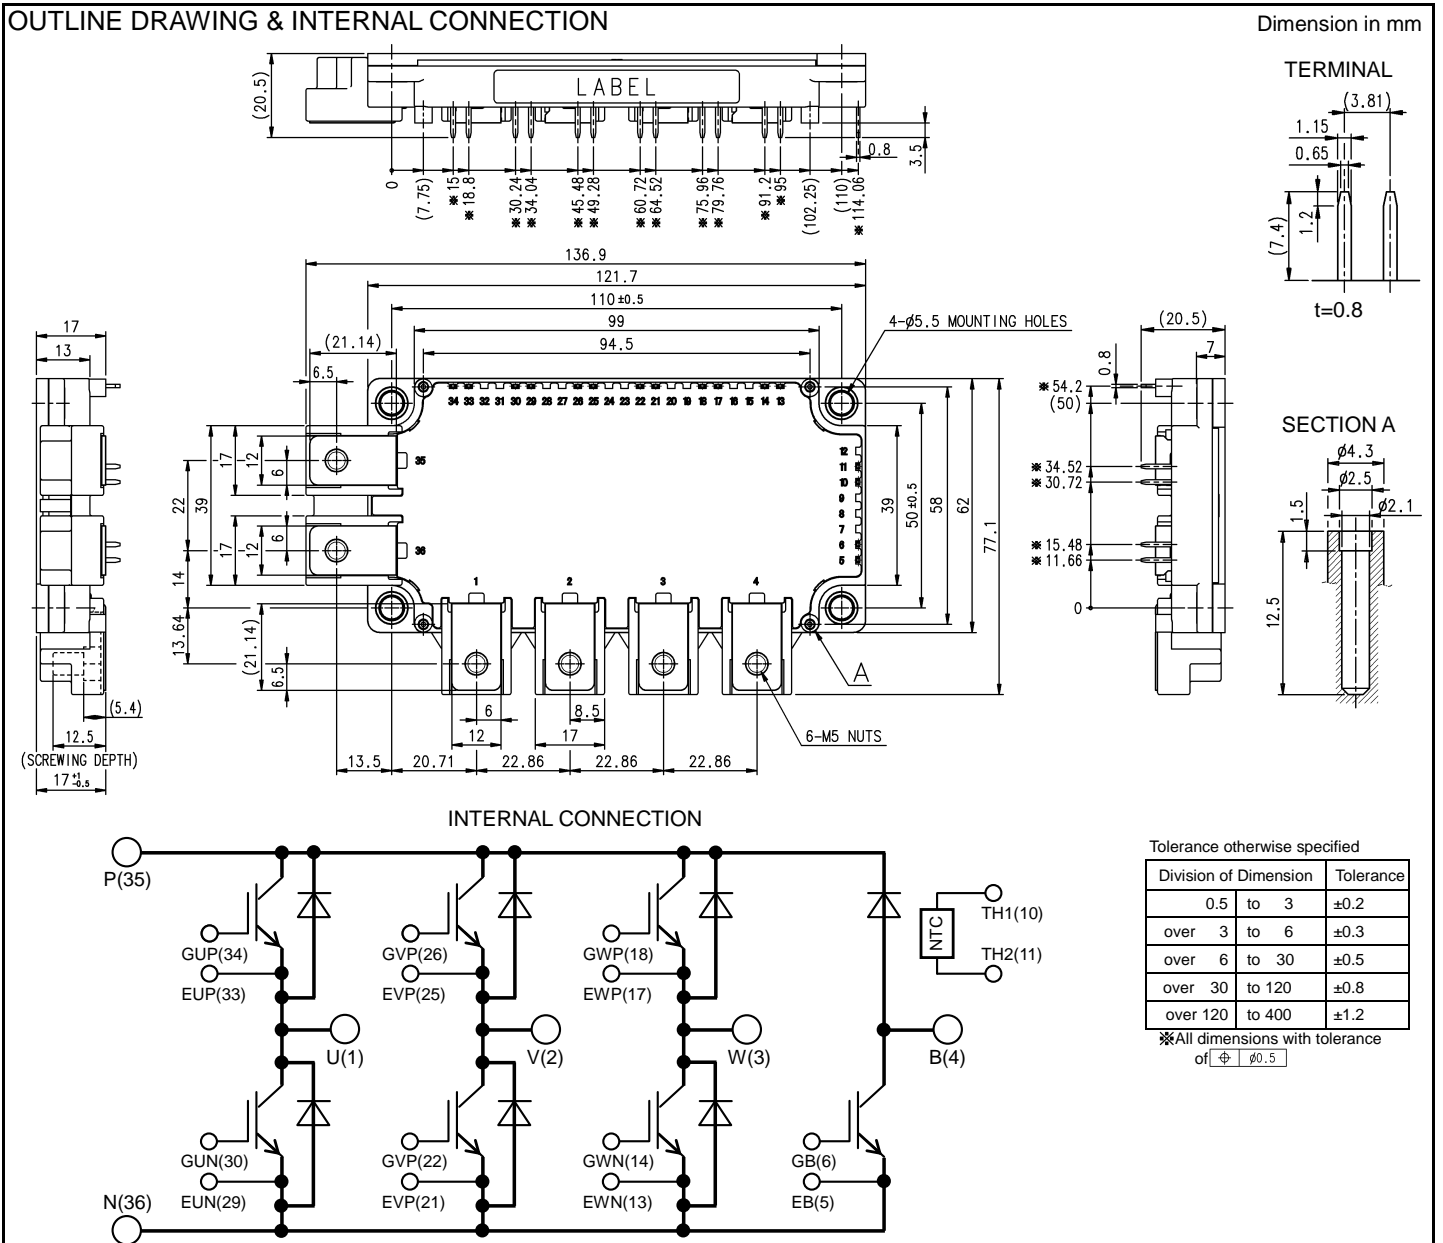 OUTLINE DRAWING & INTERNAL CONNECTION
Dimension in mm
LABEL
(20.5)
0.8
3.5
0
(7.75)
※15
※18.8
※30.24
※34.04
※45.48
※49.28
※60.72
※64.52
※75.96
※79.76
※91.2
※95
(102.25)
(110)
※114.06
TERMINAL
(3.81)
1.15
0.65
1.2
(7.4)
t=0.8
136.9
121.7
110 ±0.5
99
94.5
4-ø5.5 MOUNTING HOLES
(21.14)
6.5
17
13
34 33 32 31 30 29 28 27 26 25 24 23 22 21 20 19 18 17 16 15 14 13
12
11
10
9
8
7
6
5
35
36
1
2
3
4
17
12
6
39
22
17
12
6
14
13.64
(21.14)
6.5
39
50 ±0.5
58
62
77.1
A
6
12
8.5
17
6-M5 NUTS
13.5
20.71
22.86
22.86
22.86
(5.4)
12.5
(SCREWING DEPTH)
17 +1 -0.5
(20.5)
7
0.8
※54.2
(50)
※34.52
※30.72
※15.48
※11.66
0
SECTION A
ø4.3
ø2.5
ø2.1
1.5
12.5
INTERNAL CONNECTION
P(35)
GUP(34)
EUP(33)
GVP(26)
EVP(25)
GWP(18)
EWP(17)
NTC
TH1(10)
TH2(11)
U(1)
V(2)
W(3)
B(4)
GUN(30)
EUN(29)
GVP(22)
EVP(21)
GWN(14)
EWN(13)
GB(6)
EB(5)
N(36)
Tolerance otherwise specified
Division of Dimension Tolerance
0.5 to 3 ±0.2
over 3 to 6 ±0.3
over 6 to 30 ±0.5
over 30 to 120 ±0.8
over 120 to 400 ±1.2
※All dimensions with tolerance
of ⌖ ø0.5